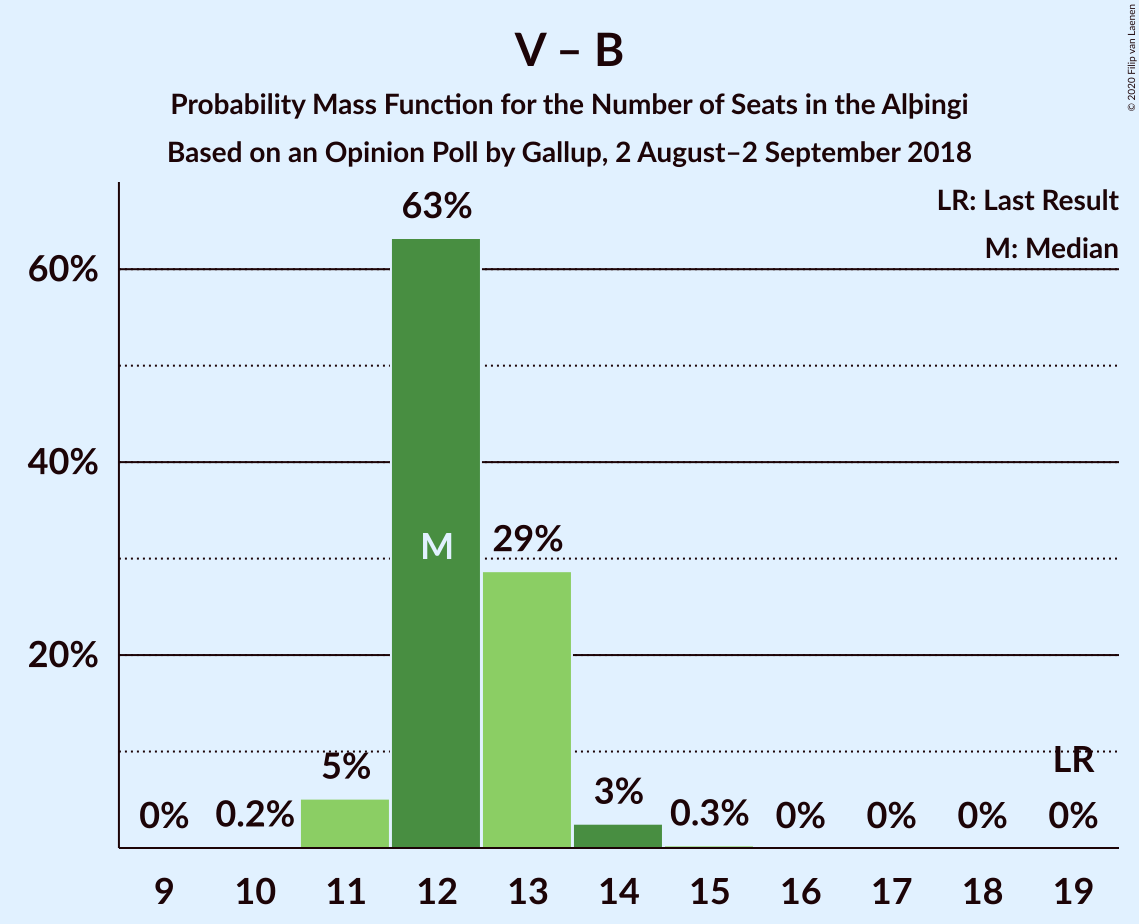 V – B
Probability Mass Function for the Number of Seats in the Alþingi
Based on an Opinion Poll by Gallup, 2 August–2 September 2018
© 2020 Filip van Laenen
LR: Last Result
M: Median
60%
40%
20%
0%
0.2%
5%
63%
M
29%
3%
0.3%
0%
0%
0%
LR
0%
9 10 11 12 13 14 15 16 17 18 19